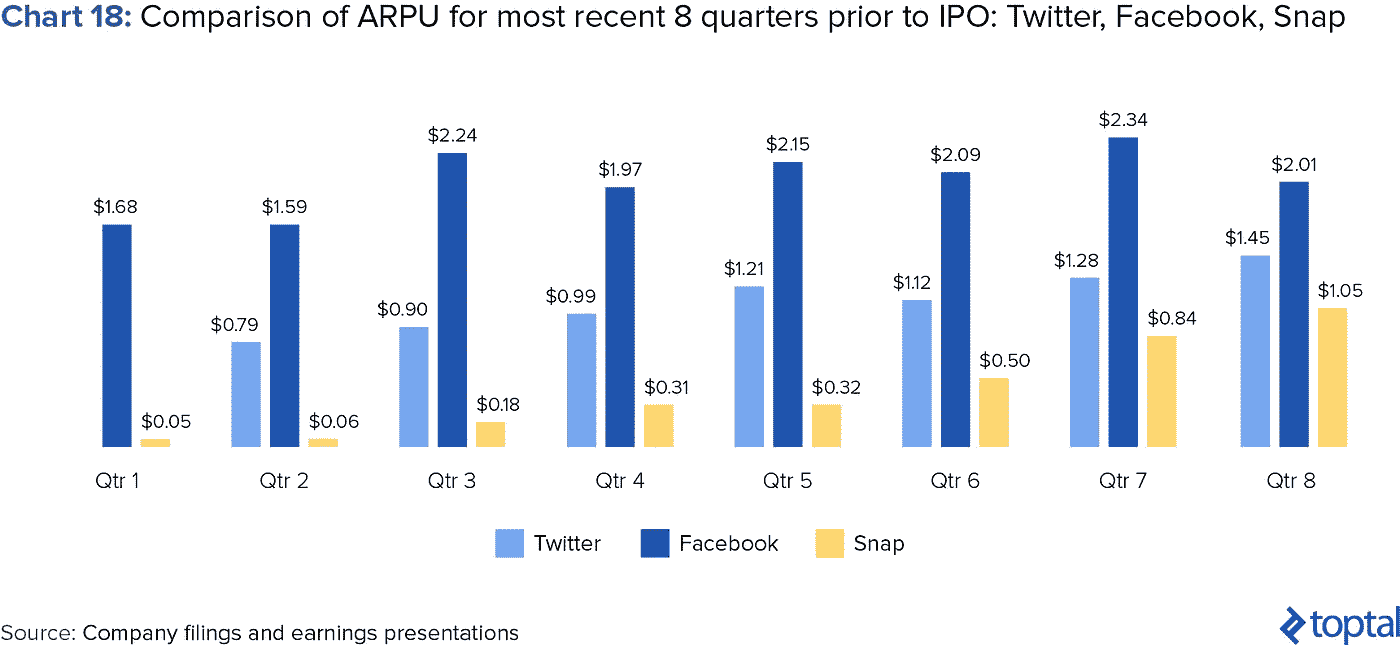 Chart 18: Comparison of ARPU for most recent 8 quarters prior to IPO: Twitter, Facebook, Snap
$1.68
$0.05
Qtr 1
$0.79
$1.59
$0.06
Qtr 2
$0.90
$2.24
$0.18
Qtr 3
$0.99
$1.97
$0.31
Qtr 4
$1.21
$2.15
$0.32
Qtr 5
$1.12
$2.09
$0.50
Qtr 6
$1.28
$2.34
$0.84
Qtr 7
$1.45
$2.01
$1.05
Qtr 8
Twitter
Facebook
Snap
Source: Company filings and earnings presentations
toptal